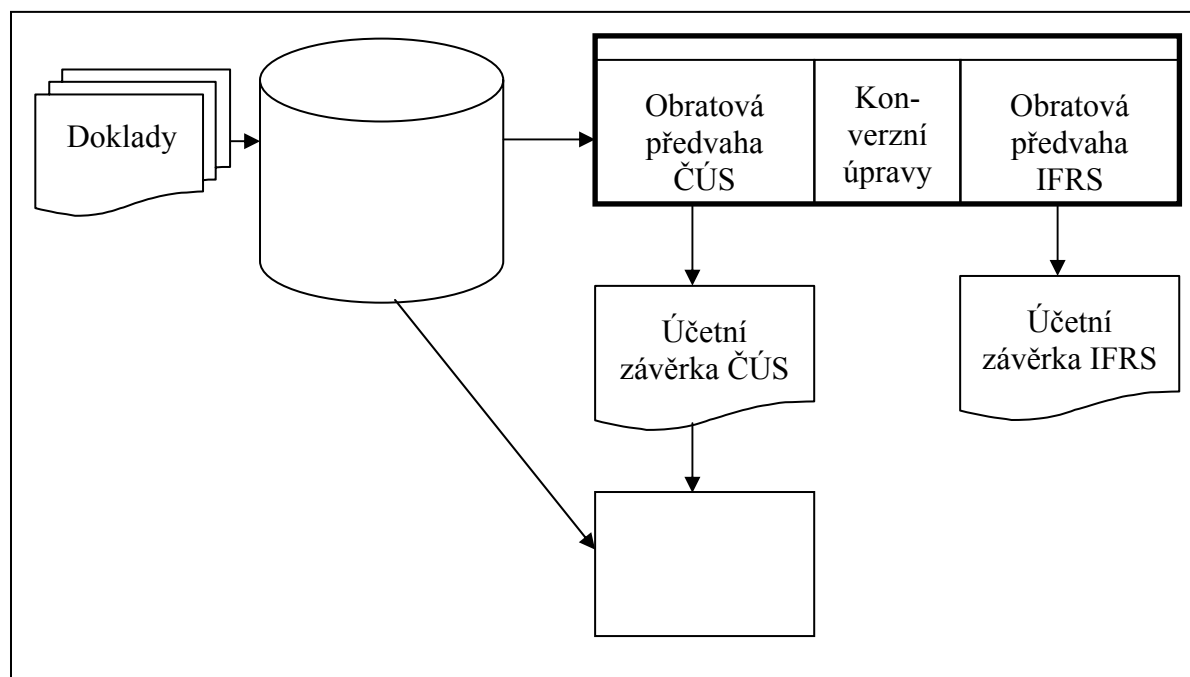 Doklady
Obratová
předvaha
ČÚS
Kon-
verzní
úpravy
Obratová
předvaha
IFRS
Účetní
závěrka ČÚS
Účetní
závěrka IFRS